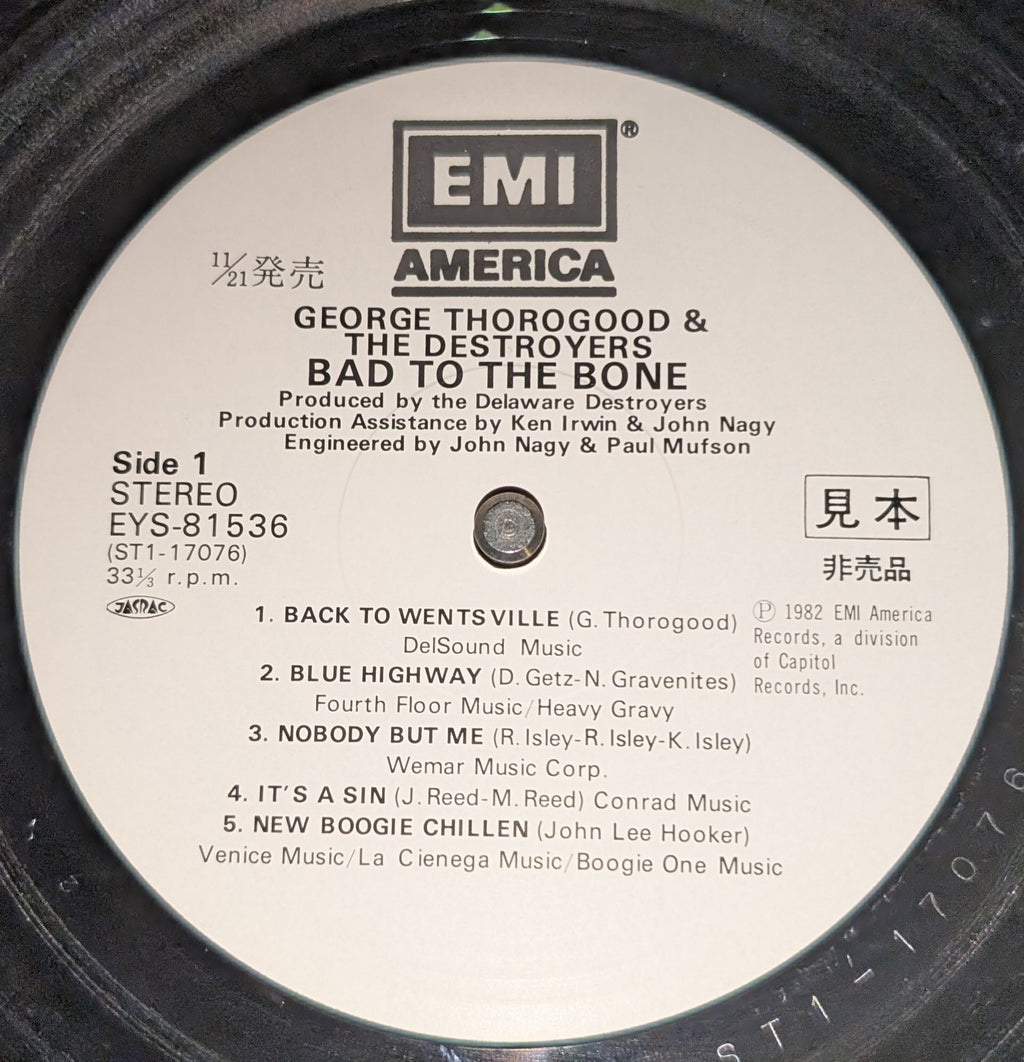 EMI®
AMERICA
11/21発売
GEORGE THOROGOOD &
THE DESTROYERS
BAD TO THE BONE
Produced by the Delaware Destroyers
Production Assistance by Ken Irwin & John Nagy
Engineered by John Nagy & Paul Mufson
Side 1
STEREO
EYS-81536
(ST1-17076)
33⅓ r.p.m.
JASRAC
見本
非売品
Ⓟ 1982 EMI America
Records, a division
of Capitol
Records, Inc.
1. BACK TO WENTSVILLE (G. Thorogood)
DelSound Music
2. BLUE HIGHWAY (D. Getz-N. Gravenites)
Fourth Floor Music/Heavy Gravy
3. NOBODY BUT ME (R. Isley-R. Isley-K. Isley)
Wemar Music Corp.
4. IT'S A SIN (J. Reed-M. Reed) Conrad Music
5. NEW BOOGIE CHILLEN (John Lee Hooker)
Venice Music/La Cienega Music/Boogie One Music
ST1-17076